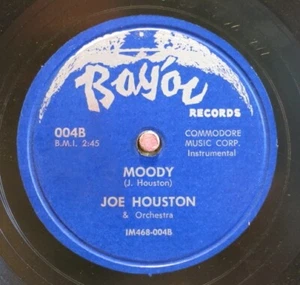 Bayou
RECORDS
004B
B.M.I. 2:45
COMMODORE
MUSIC CORP.
Instrumental
MOODY
(J. Houston)
JOE HOUSTON
& Orchestra
IM468-004B